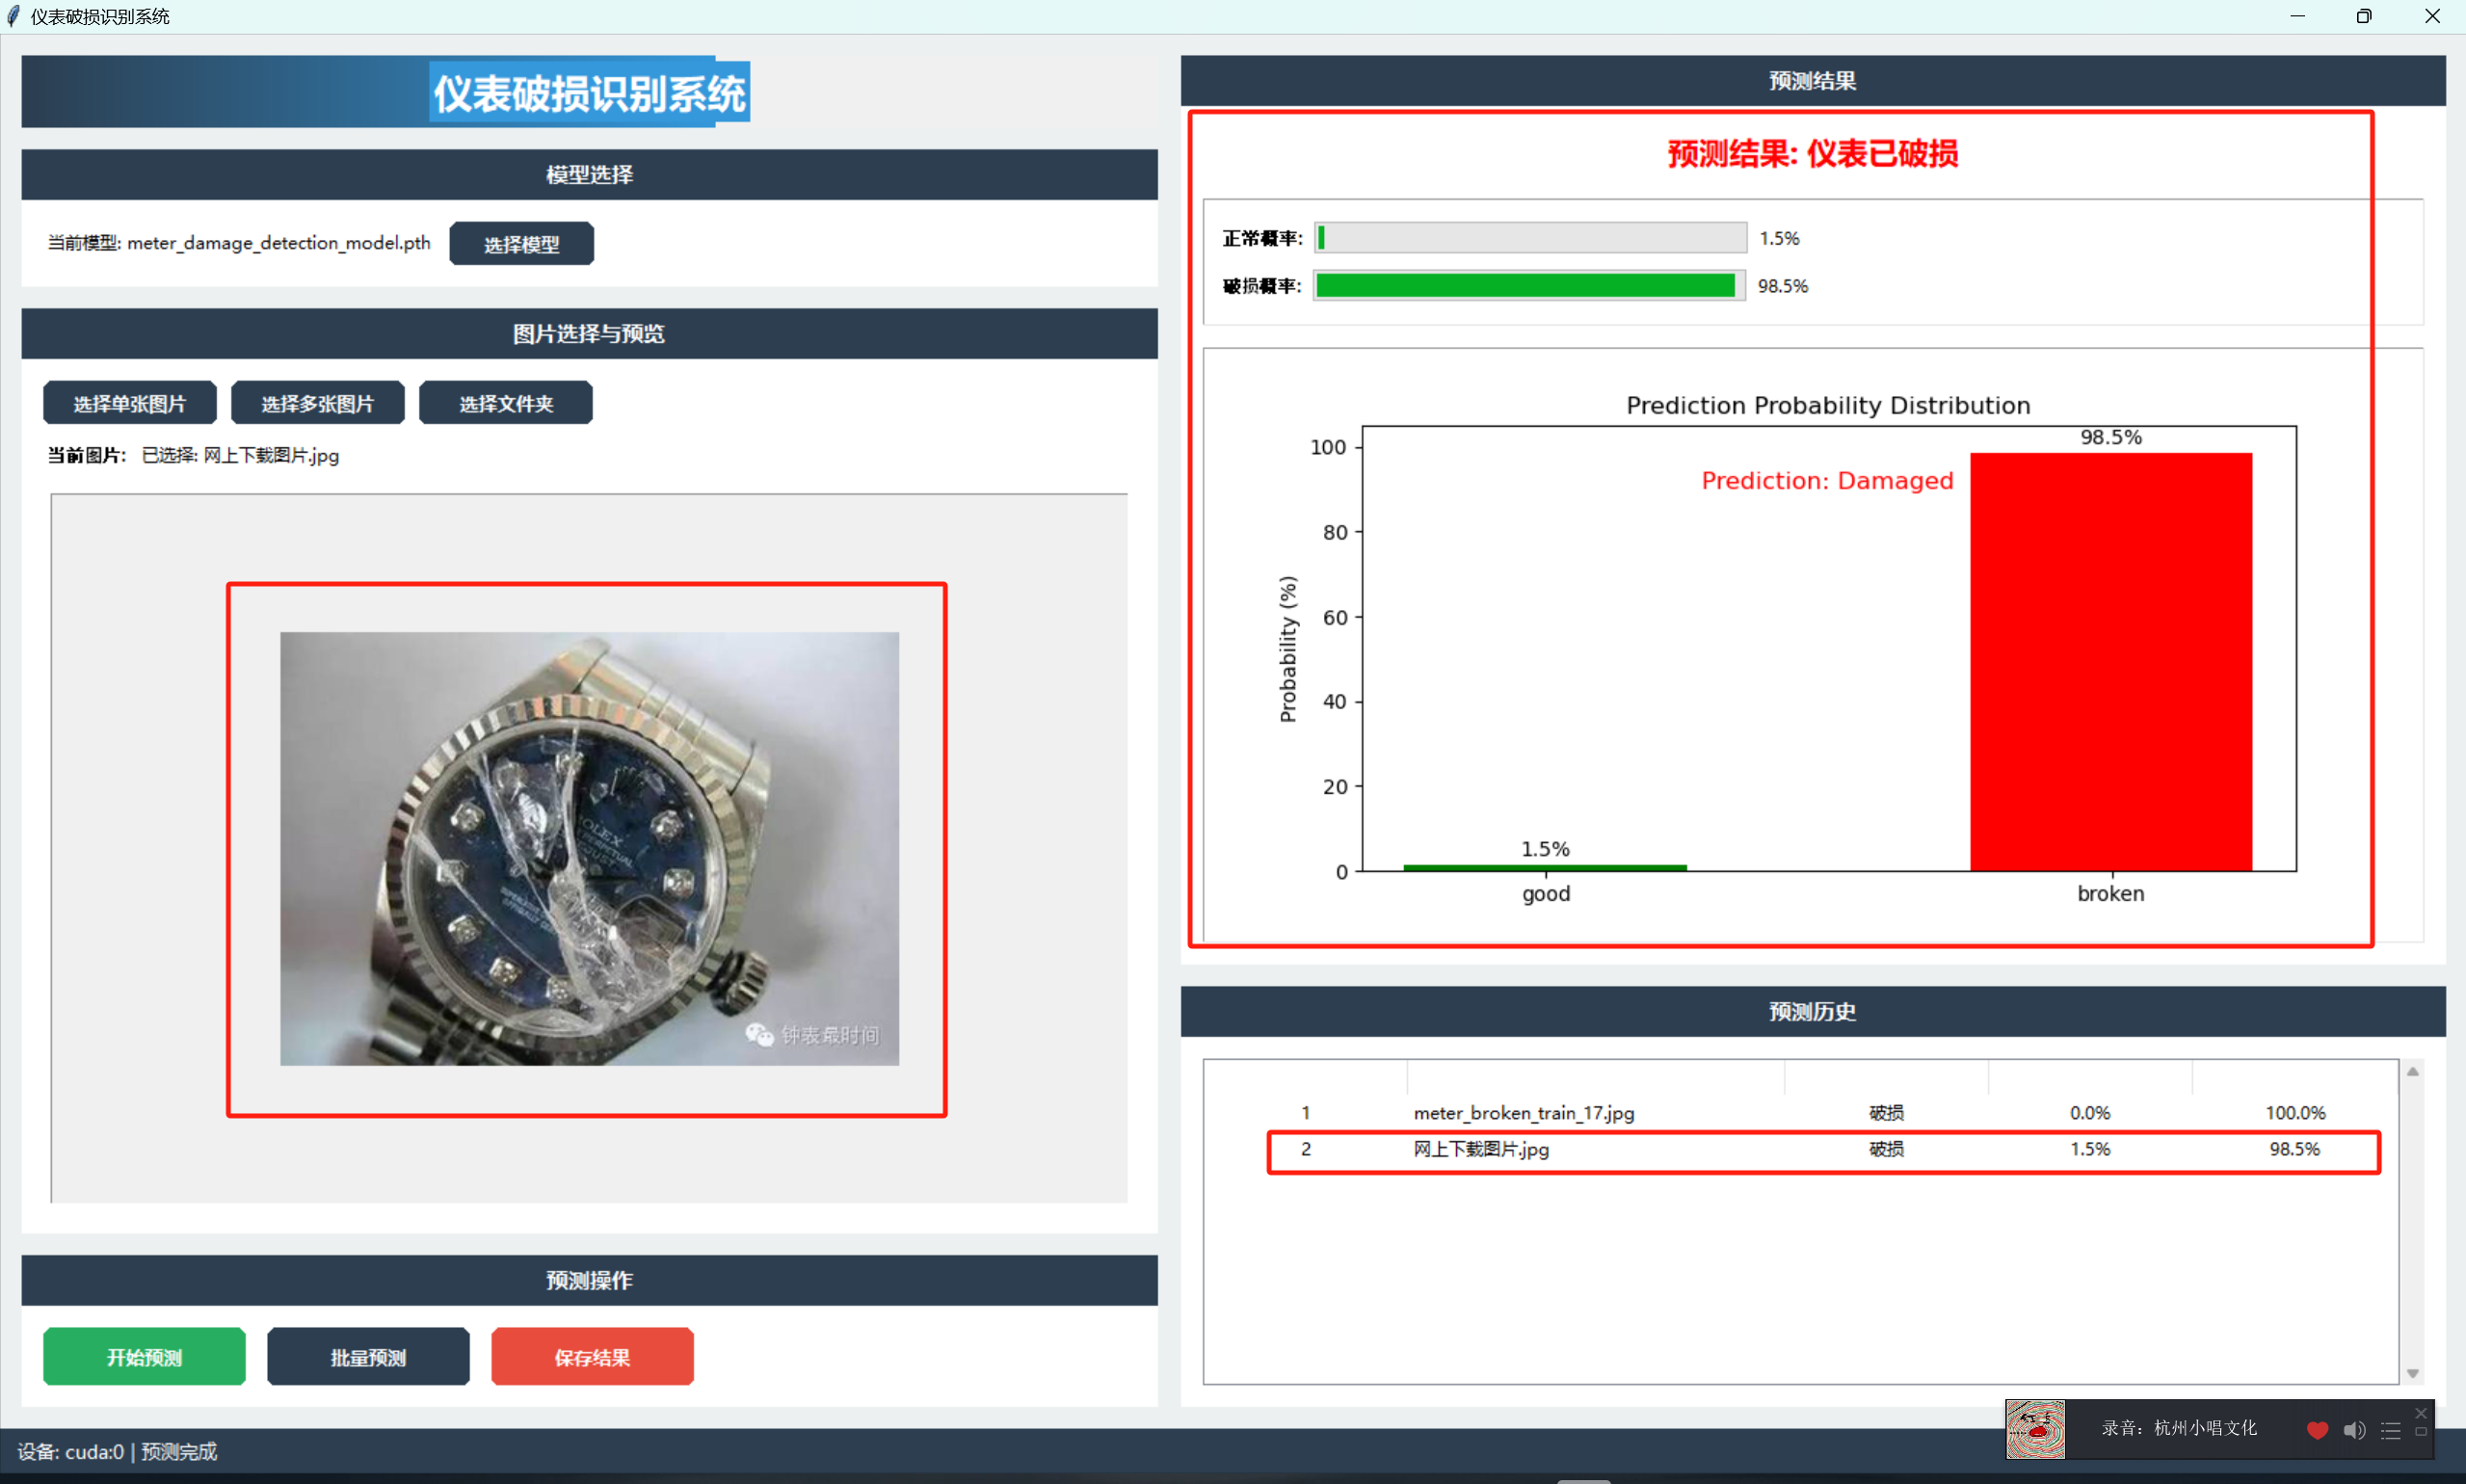 仪表破损识别系统
仪表破损识别系统
模型选择
当前模型: meter_damage_detection_model.pth
选择模型
图片选择与预览
选择单张图片
选择多张图片
选择文件夹
当前图片: 已选择: 网上下载图片.jpg
钟表最时间
预测操作
开始预测
批量预测
保存结果
预测结果
预测结果: 仪表已破损
正常概率: 1.5%
破损概率: 98.5%
Prediction Probability Distribution
98.5%
Prediction: Damaged
Probability (%)
100
80
60
40
20
0
1.5%
good
broken
预测历史
1 meter_broken_train_17.jpg 破损 0.0% 100.0%
2 网上下载图片.jpg 破损 1.5% 98.5%
录音：杭州小唱文化
设备: cuda:0 | 预测完成